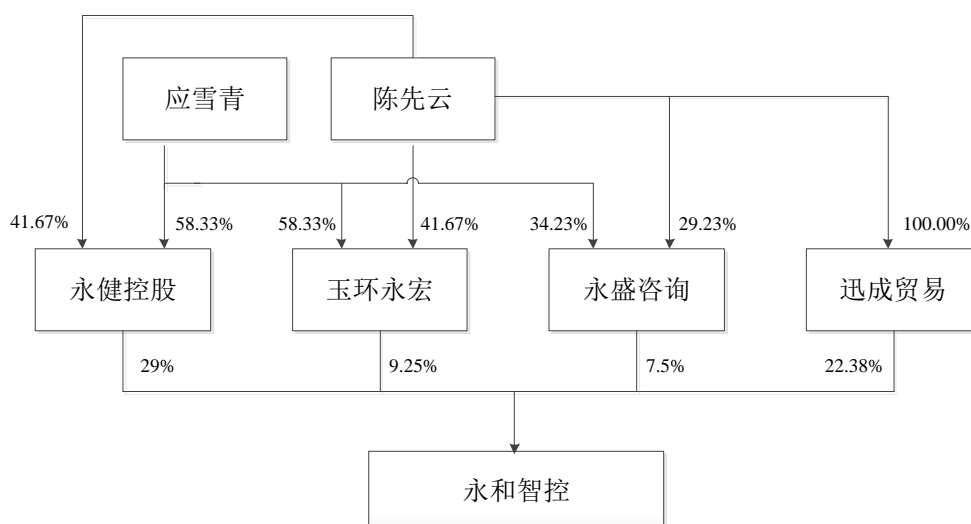 应雪青
陈先云
41.67%
58.33%
58.33%
41.67%
34.23%
29.23%
100.00%
永健控股
玉环永宏
永盛咨询
迅成贸易
29%
9.25%
7.5%
22.38%
永和智控